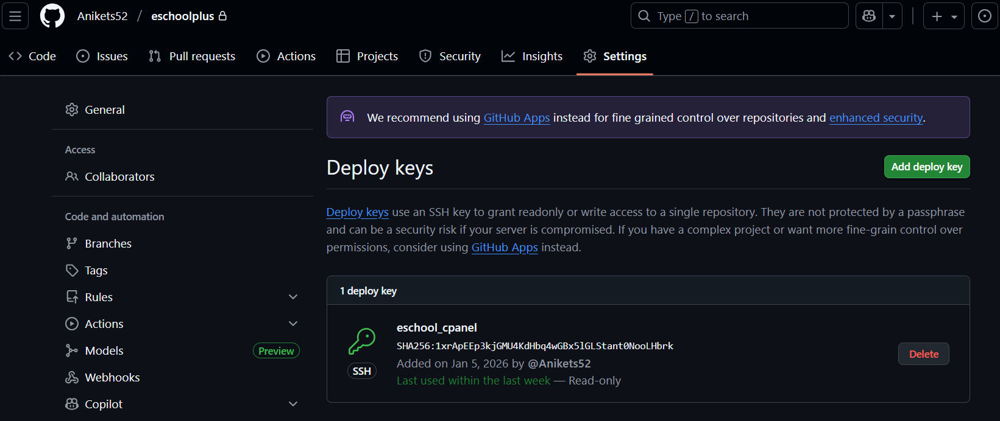 Anikets52 / eschoolplus
Type / to search
Code Issues Pull requests Actions Projects Security Insights Settings
General
Access
Collaborators
Code and automation
Branches
Tags
Rules
Actions
Models Preview
Webhooks
Copilot
We recommend using GitHub Apps instead for fine grained control over repositories and enhanced security.
Deploy keys
Add deploy key
Deploy keys use an SSH key to grant readonly or write access to a single repository. They are not protected by a passphrase
and can be a security risk if your server is compromised. If you have a complex project or want more fine-grain control over
permissions, consider using GitHub Apps instead.
1 deploy key
eschool_cpanel
SHA256:1xrApEEp3kjGMU4KdHbq4wGBx5lGLStant0NooLHbrk
Added on Jan 5, 2026 by @Anikets52
Last used within the last week — Read-only
SSH
Delete